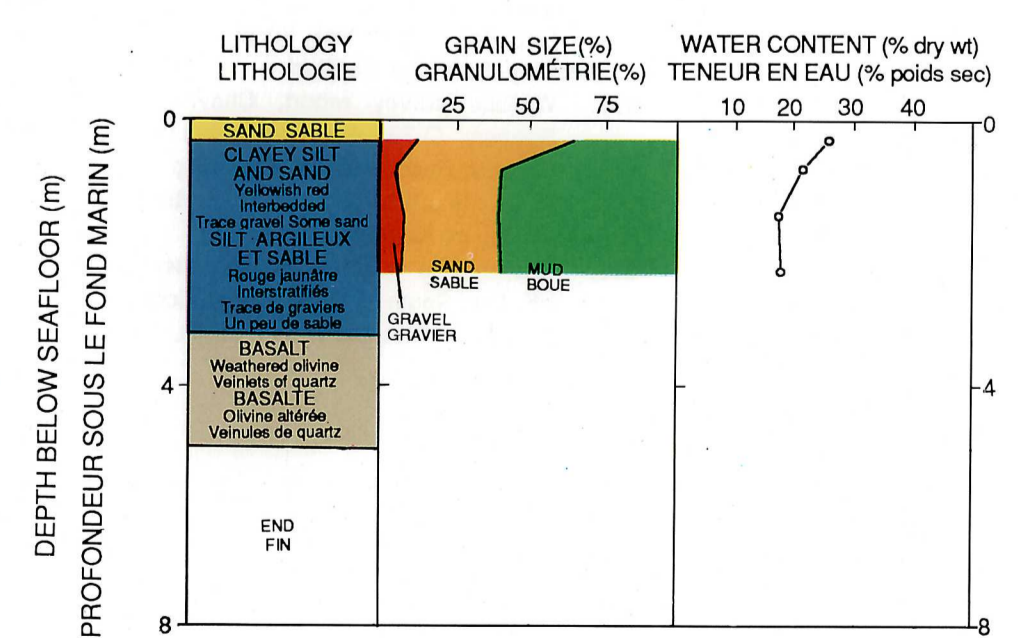 LITHOLOGY
LITHOLOGIE
GRAIN SIZE(%)
GRANULOMÉTRIE(%)
WATER CONTENT (% dry wt)
TENEUR EN EAU (% poids sec)
25 50 75
10 20 30 40
0
0
SAND SABLE
CLAYEY SILT
AND SAND
Yellowish red
Interbedded
Trace gravel Some sand
SILT ARGILEUX
ET SABLE
Rouge jaunâtre
Interstratifiés
Trace de graviers
Un peu de sable
SAND
SABLE
MUD
BOUE
GRAVEL
GRAVIER
BASALT
Weathered olivine
Veinlets of quartz
BASALTE
Olivine altérée
Veinules de quartz
4
4
END
FIN
8
8
DEPTH BELOW SEAFLOOR (m)
PROFONDEUR SOUS LE FOND MARIN (m)